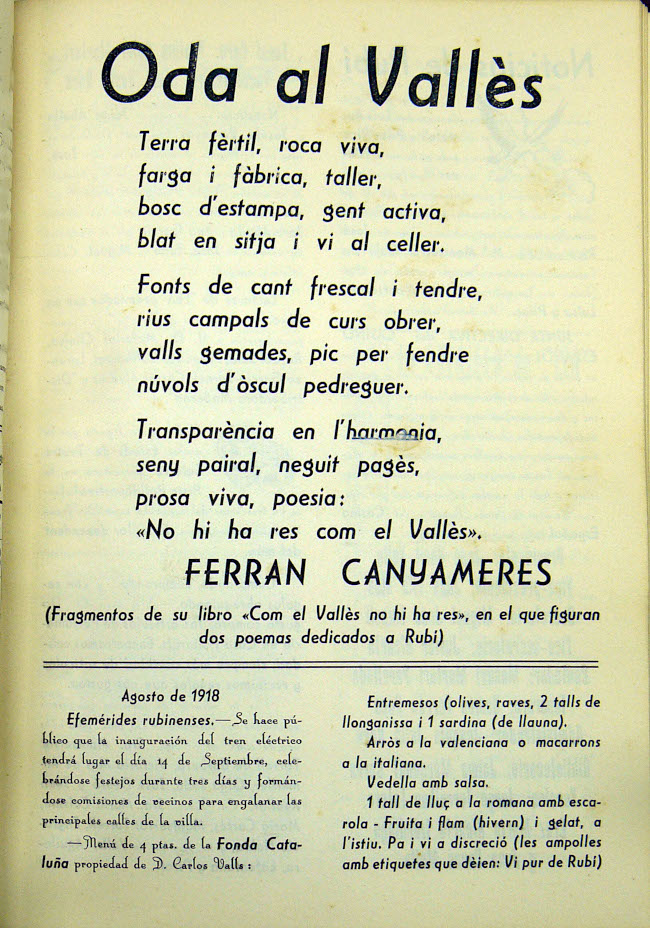 Oda al Vallès
Terra fèrtil, roca viva,
farga i fàbrica, taller,
bosc d'estampa, gent activa,
blat en sitja i vi al celler.
Fonts de cant frescal i tendre,
rius campals de curs obrer,
valls gemades, pic per fendre
núvols d'òscul pedreguer.
Transparència en l'harmonia,
seny pairal, neguit pagès,
prosa viva, poesia:
«No hi ha res com el Vallès».
FERRAN CANYAMERES
(Fragmentos de su libro «Com el Vallès no hi ha res», en el que figuran
dos poemas dedicados a Rubí)
Agosto de 1918
Efemérides rubinenses.—Se hace pú-
blico que la inauguración del tren eléctrico
tendrá lugar el día 14 de Septiembre, cele-
brándose festejos durante tres días y formán-
dose comisiones de vecinos para engalanar las
principales calles de la villa.
—Menú de 4 ptas. de la Fonda Cata-
luña propiedad de D. Carlos Valls:
Entremesos (olives, raves, 2 talls de
llonganissa i 1 sardina (de llauna).
Arròs a la valenciana o macarrons
a la italiana.
Vedella amb salsa.
1 tall de lluç a la romana amb esca-
rola - Fruita i flam (hivern) i gelat, a
l'istiu. Pa i vi a discreció (les ampolles
amb etiquetes que dèien: Vi pur de Rubí)